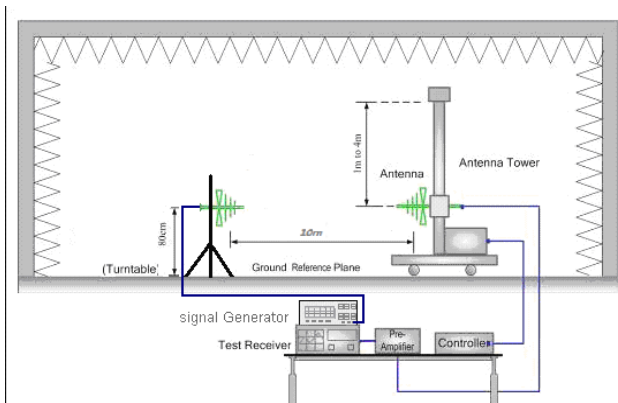 1m to 4m
Antenna
Antenna Tower
10m
80cm
(Turntable)
Ground Reference Plane
signal Generator
Test Receiver
Pre-
Amplifier
Controller